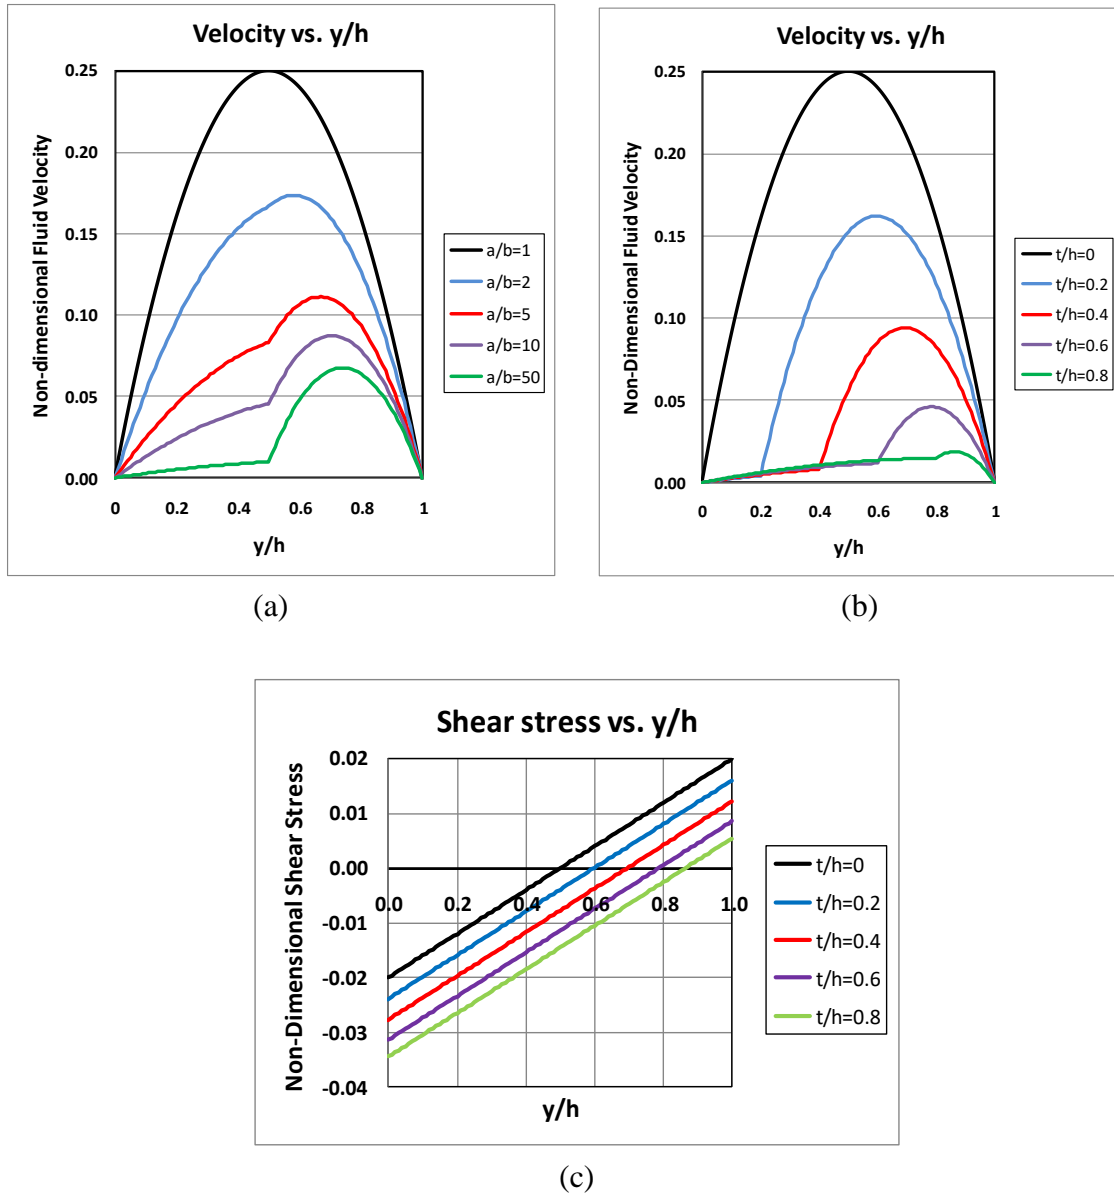 Velocity vs. y/h
Non-dimensional Fluid Velocity
0.25
0.20
0.15
0.10
0.05
0.00
0 0.2 0.4 0.6 0.8 1
y/h
a/b=1
a/b=2
a/b=5
a/b=10
a/b=50
(a)
Velocity vs. y/h
Non-Dimensional Fluid Velocity
0.25
0.20
0.15
0.10
0.05
0.00
0 0.2 0.4 0.6 0.8 1
y/h
t/h=0
t/h=0.2
t/h=0.4
t/h=0.6
t/h=0.8
(b)
Shear stress vs. y/h
Non-Dimensional Shear Stress
0.02
0.01
0.00
-0.01
-0.02
-0.03
-0.04
0.0 0.2 0.4 0.6 0.8 1.0
y/h
t/h=0
t/h=0.2
t/h=0.4
t/h=0.6
t/h=0.8
(c)